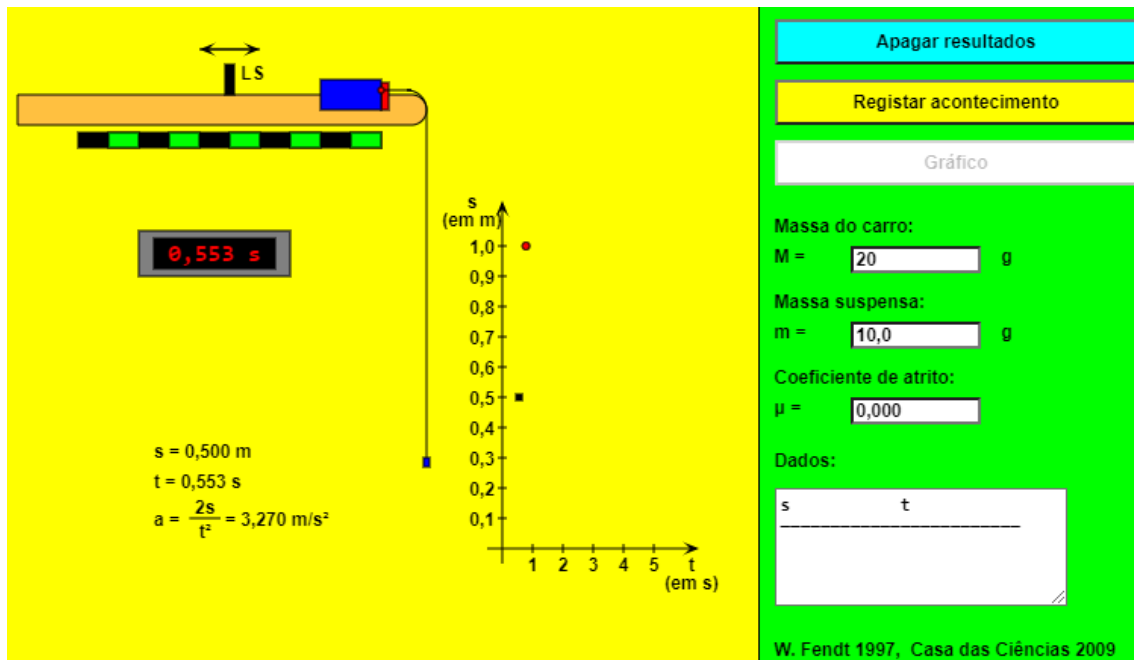 LS
0,553 s
s = 0,500 m
t = 0,553 s
a = 2s / t² = 3,270 m/s²
s
(em m)
1,0
0,9
0,8
0,7
0,6
0,5
0,4
0,3
0,2
0,1
1 2 3 4 5 t
(em s)
Apagar resultados
Registar acontecimento
Gráfico
Massa do carro:
M = 20 g
Massa suspensa:
m = 10,0 g
Coeficiente de atrito:
µ = 0,000
Dados:
s t
W. Fendt 1997, Casa das Ciências 2009